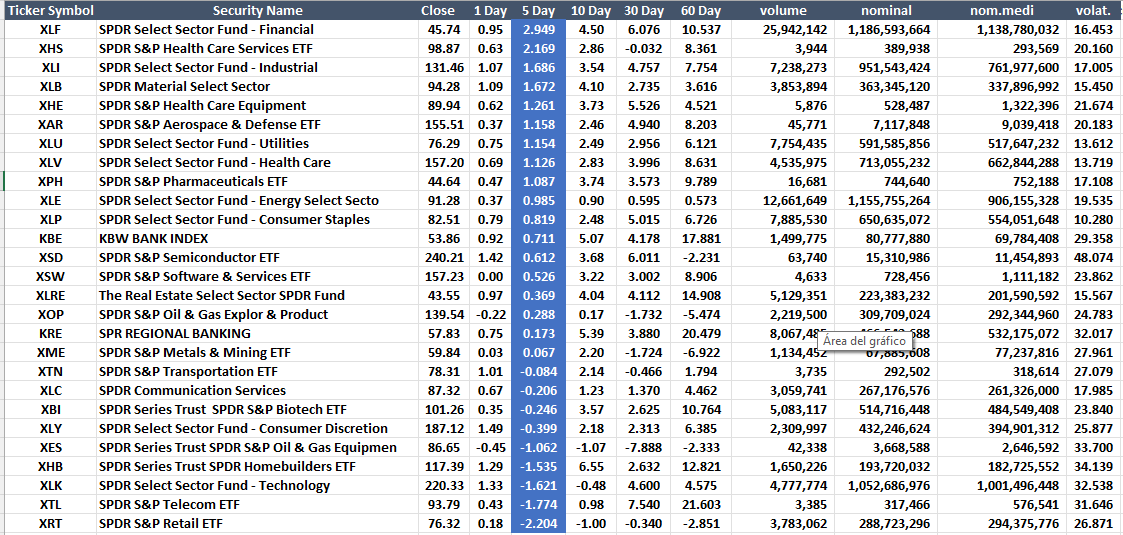 Ticker Symbol Security Name Close 1 Day 5 Day 10 Day 30 Day 60 Day volume nominal nom.medi volat.
XLF SPDR Select Sector Fund - Financial 45.74 0.95 2.949 4.50 6.076 10.537 25,942,142 1,186,593,664 1,138,780,032 16.453
XHS SPDR S&P Health Care Services ETF 98.87 0.63 2.169 2.86 -0.032 8.361 3,944 389,938 293,569 20.160
XLI SPDR Select Sector Fund - Industrial 131.46 1.07 1.686 3.54 4.757 7.754 7,238,273 951,543,424 761,977,600 17.005
XLB SPDR Material Select Sector 94.28 1.09 1.672 4.10 2.735 3.616 3,853,894 363,345,120 337,896,992 15.450
XHE SPDR S&P Health Care Equipment 89.94 0.62 1.261 3.73 5.526 4.521 5,876 528,487 1,322,396 21.674
XAR SPDR S&P Aerospace & Defense ETF 155.51 0.37 1.158 2.46 4.940 8.203 45,771 7,117,848 9,039,418 20.183
XLU SPDR Select Sector Fund - Utilities 76.29 0.75 1.154 2.49 2.956 6.121 7,754,435 591,585,856 517,647,232 13.612
XLV SPDR Select Sector Fund - Health Care 157.20 0.69 1.126 2.83 3.996 8.631 4,535,975 713,055,232 662,844,288 13.719
XPH SPDR S&P Pharmaceuticals ETF 44.64 0.47 1.087 3.74 3.573 9.789 16,681 744,640 752,188 17.108
XLE SPDR Select Sector Fund - Energy Select Secto 91.28 0.37 0.985 0.90 0.595 0.573 12,661,649 1,155,755,264 906,155,328 19.535
XLP SPDR Select Sector Fund - Consumer Staples 82.51 0.79 0.819 2.48 5.015 6.726 7,885,530 650,635,072 554,051,648 10.280
KBE KBW BANK INDEX 53.86 0.92 0.711 5.07 4.178 17.881 1,499,775 80,777,880 69,784,408 29.358
XSD SPDR S&P Semiconductor ETF 240.21 1.42 0.612 3.68 6.011 -2.231 63,740 15,310,986 11,454,893 48.074
XSW SPDR S&P Software & Services ETF 157.23 0.00 0.526 3.22 3.002 8.906 4,633 728,456 1,111,182 23.862
XLRE The Real Estate Select Sector SPDR Fund 43.55 0.97 0.369 4.04 4.112 14.908 5,129,351 223,383,232 201,590,592 15.567
XOP SPDR S&P Oil & Gas Explor & Product 139.54 -0.22 0.288 0.17 -1.732 -5.474 2,219,500 309,709,024 292,344,960 24.783
KRE SPR REGIONAL BANKING 57.83 0.75 0.173 5.39 3.880 20.479 532,175,072 32.017
Área del gráfico
XME SPDR S&P Metals & Mining ETF 59.84 0.03 0.067 2.20 -1.724 -6.922 1,134,452 67,885,608 77,237,816 27.961
XTN SPDR S&P Transportation ETF 78.31 1.01 -0.084 2.14 -0.466 1.794 3,735 292,502 318,614 27.079
XLC SPDR Communication Services 87.32 0.67 -0.206 1.23 1.370 4.462 3,059,741 267,176,576 261,326,000 17.985
XBI SPDR Series Trust SPDR S&P Biotech ETF 101.26 0.35 -0.246 3.57 2.625 10.764 5,083,117 514,716,448 484,549,408 23.840
XLY SPDR Select Sector Fund - Consumer Discretion 187.12 1.49 -0.399 2.18 2.313 6.385 2,309,997 432,246,624 394,901,312 25.877
XES SPDR Series Trust SPDR S&P Oil & Gas Equipmen 86.65 -0.45 -1.062 -1.07 -7.888 -2.333 42,338 3,668,588 2,646,592 33.700
XHB SPDR Series Trust SPDR Homebuilders ETF 117.39 1.29 -1.535 6.55 2.632 12.821 1,650,226 193,720,032 182,725,552 34.139
XLK SPDR Select Sector Fund - Technology 220.33 1.33 -1.621 -0.48 4.600 4.575 4,777,774 1,052,686,976 1,001,496,448 32.538
XTL SPDR S&P Telecom ETF 93.79 0.43 -1.774 0.98 7.540 21.603 3,385 317,466 576,541 31.646
XRT SPDR S&P Retail ETF 76.32 0.18 -2.204 -1.00 -0.340 -2.851 3,783,062 288,723,296 294,375,776 26.871